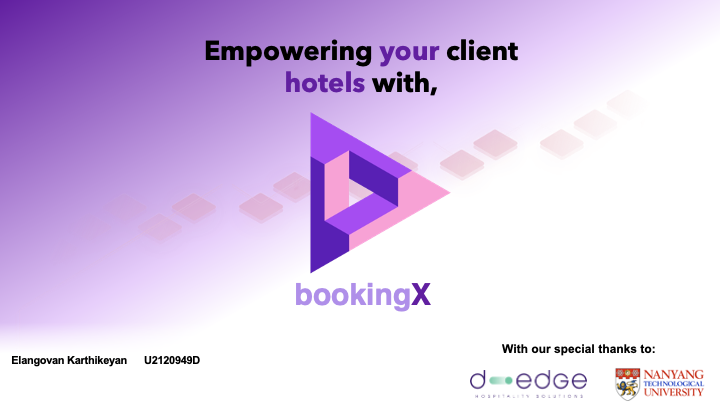 Empowering your client
hotels with,
bookingX
Elangovan Karthikeyan U2120949D
With our special thanks to:
d-edge
HOSPITALITY SOLUTIONS
NANYANG
TECHNOLOGICAL
UNIVERSITY